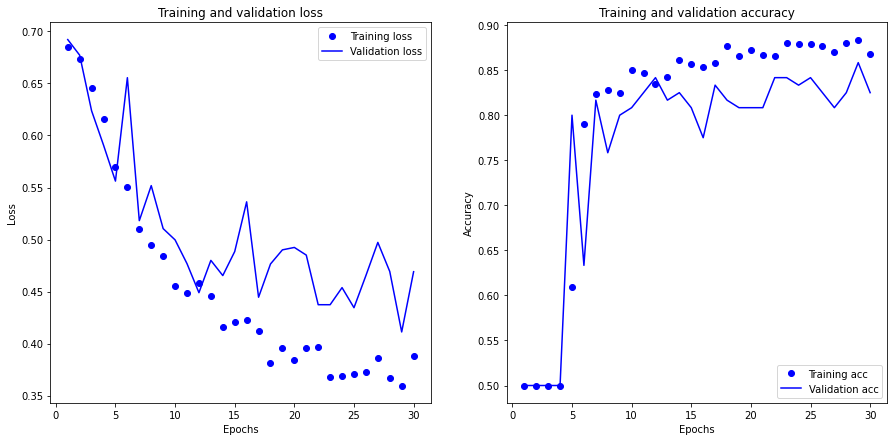 Training and validation loss
0.70
0.65
0.60
0.55
0.50
0.45
0.40
0.35
Loss
0 5 10 15 20 25 30
Epochs
Training loss
Validation loss
Training and validation accuracy
0.90
0.85
0.80
0.75
0.70
0.65
0.60
0.55
0.50
Accuracy
0 5 10 15 20 25 30
Epochs
Training acc
Validation acc